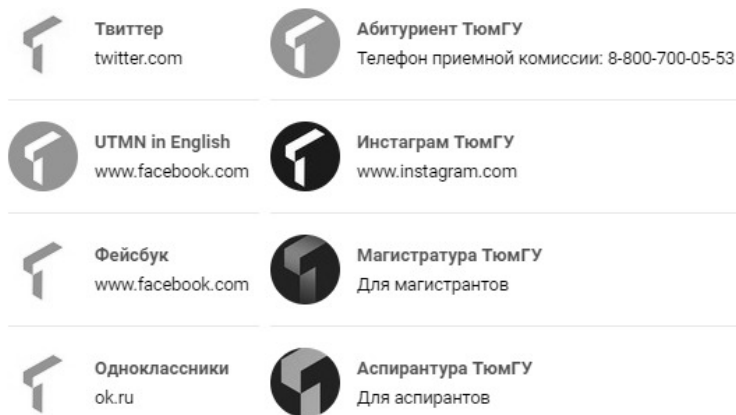 Твиттер
twitter.com
Абитуриент ТюмГУ
Телефон приемной комиссии: 8-800-700-05-53
UTMN in English
www.facebook.com
Инстаграм ТюмГУ
www.instagram.com
Фейсбук
www.facebook.com
Магистратура ТюмГУ
Для магистрантов
Одноклассники
ok.ru
Аспирантура ТюмГУ
Для аспирантов